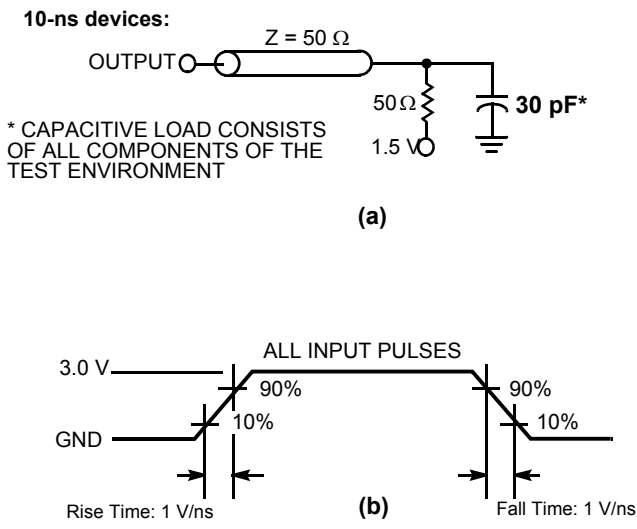 10-ns devices:
Z = 50 Ω
OUTPUT
50Ω
30 pF*
1.5 V
* CAPACITIVE LOAD CONSISTS
OF ALL COMPONENTS OF THE
TEST ENVIRONMENT
(a)
ALL INPUT PULSES
3.0 V
90%
90%
10%
10%
GND
Rise Time: 1 V/ns
(b)
Fall Time: 1 V/ns